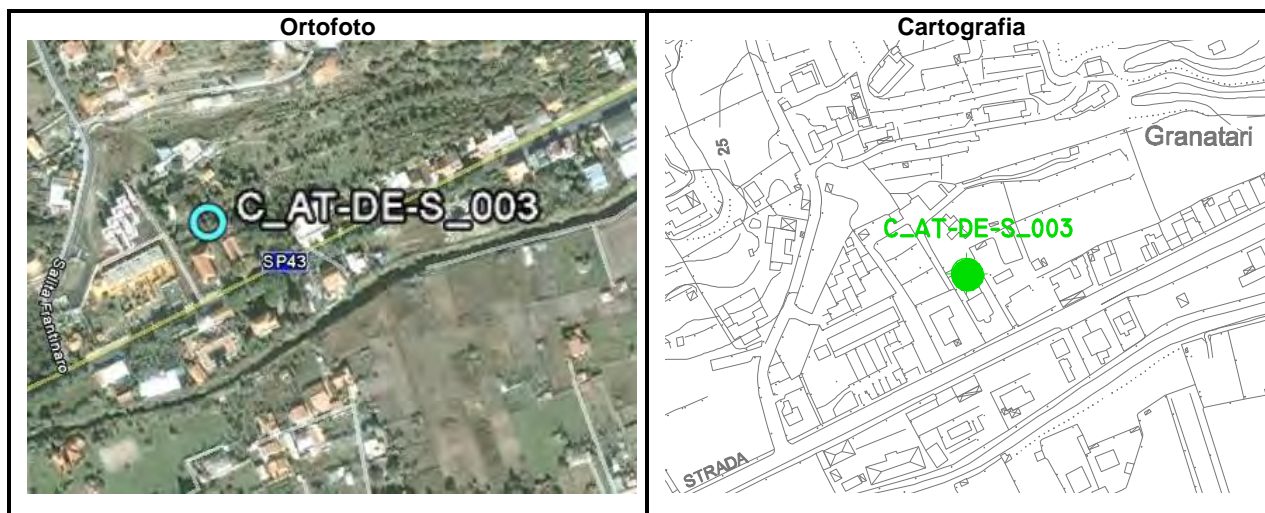 Ortofoto
C_AT-DE-S_003
SP43
Salita Frantinaro
Cartografia
25
Granatari
C_AT-DE-S_003
STRADA